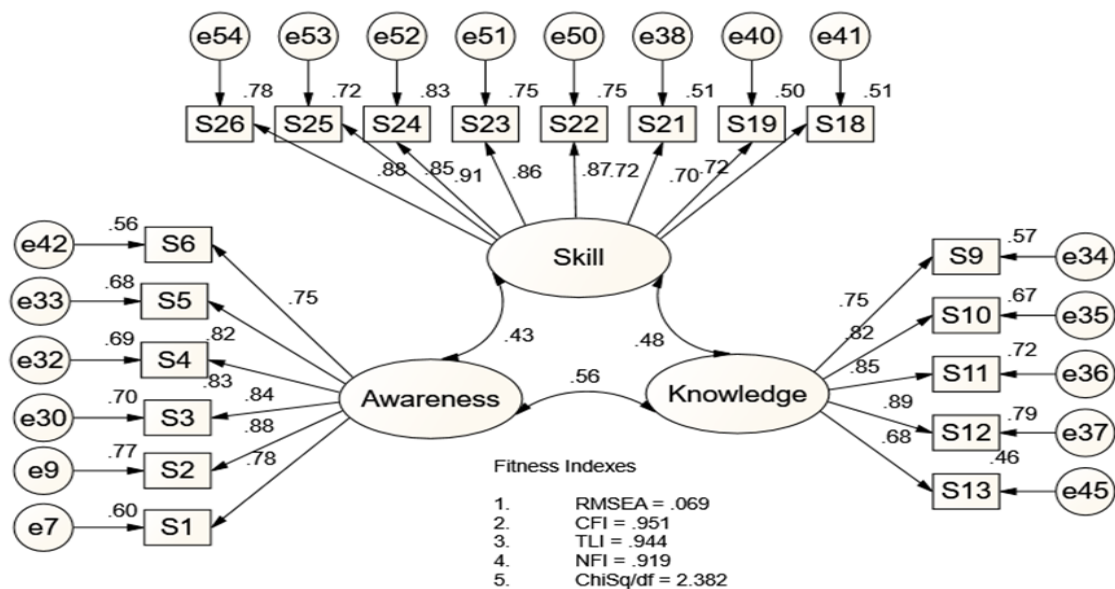 e54 e53 e52 e51 e50 e38 e40 e41
.78 .72 .83 .75 .75 .51 .50 .51
S26 S25 S24 S23 S22 S21 S19 S18
.88 .85 .91 .86 .87 .72 .70 .72
Skill
e42 .56 S6
e33 .68 S5
e32 .69 S4
e30 .70 S3
e9 .77 S2
e7 .60 S1
.75
.82
.83
.84
.88
.78
Awareness
.43
.48
.56
Knowledge
.75
.82
.85
.89
.68
S9 .57 e34
S10 .67 e35
S11 .72 e36
S12 .79 e37
S13 .46 e45
Fitness Indexes
1. RMSEA = .069
2. CFI = .951
3. TLI = .944
4. NFI = .919
5. ChiSq/df = 2.382